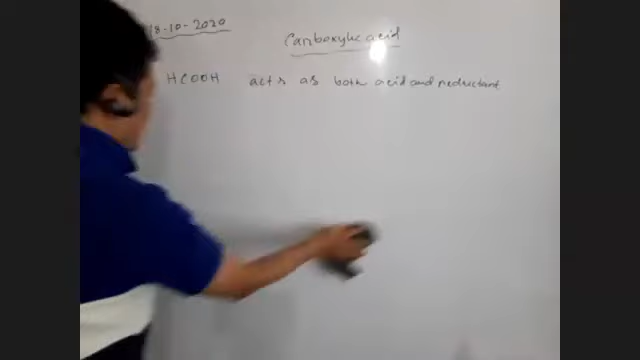 18-10-2020
Carboxylic acid
HCOOH acts as both acid and reductant